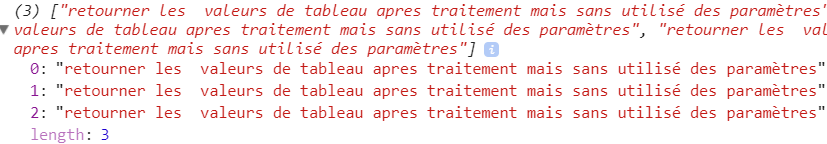 (3) ["retourner les  valeurs de tableau apres traitement mais sans utilisé des paramètres"
valeurs de tableau apres traitement mais sans utilisé des paramètres", "retourner les  val
apres traitement mais sans utilisé des paramètres"] i
0: "retourner les  valeurs de tableau apres traitement mais sans utilisé des paramètres"
1: "retourner les  valeurs de tableau apres traitement mais sans utilisé des paramètres"
2: "retourner les  valeurs de tableau apres traitement mais sans utilisé des paramètres"
length: 3